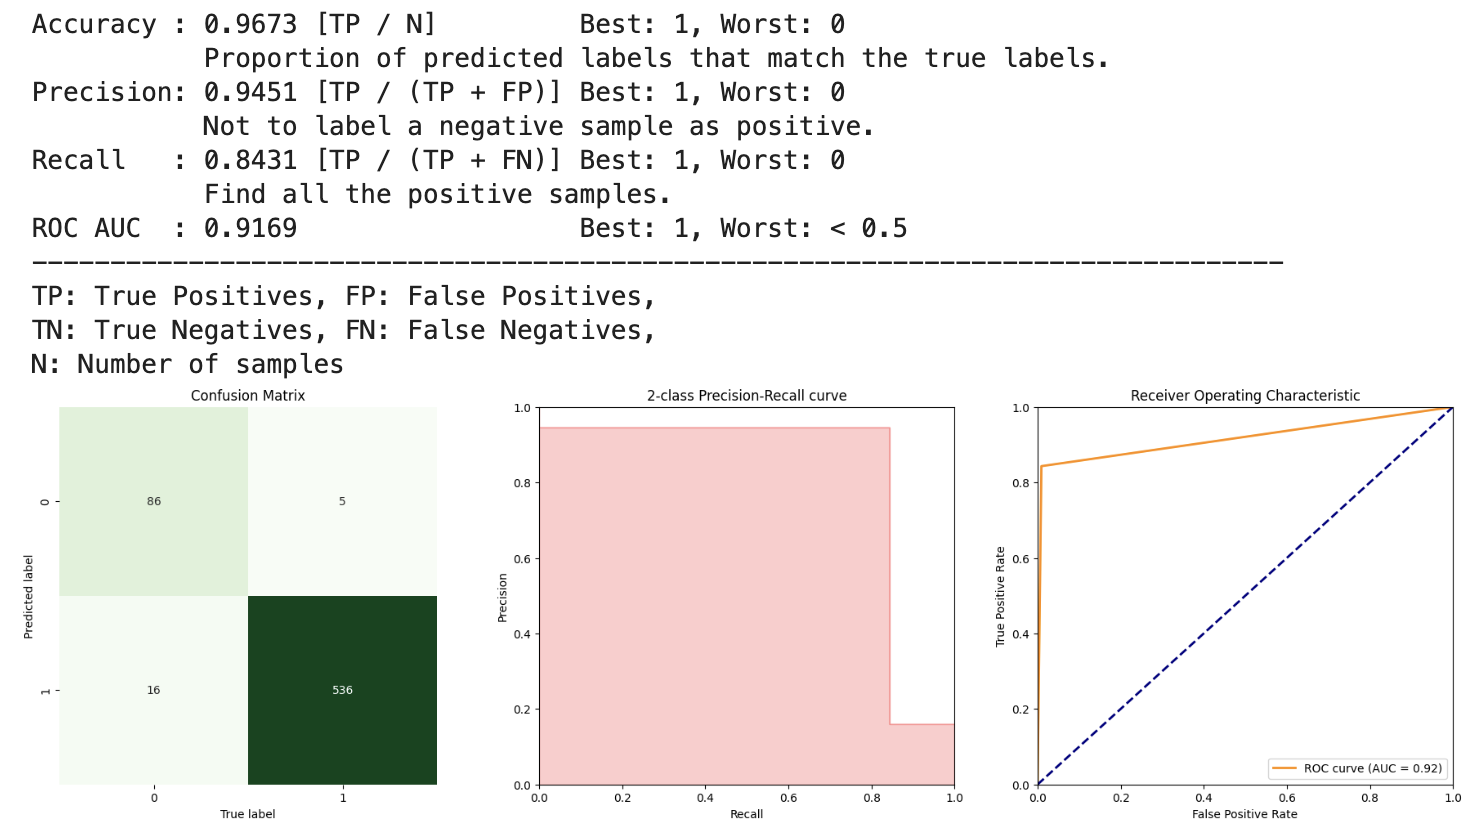 Accuracy : 0.9673 [TP / N]         Best: 1, Worst: 0
           Proportion of predicted labels that match the true labels.
Precision: 0.9451 [TP / (TP + FP)] Best: 1, Worst: 0
           Not to label a negative sample as positive.
Recall   : 0.8431 [TP / (TP + FN)] Best: 1, Worst: 0
           Find all the positive samples.
ROC AUC  : 0.9169                  Best: 1, Worst: < 0.5
--------------------------------------------------------------------------------
TP: True Positives, FP: False Positives,
TN: True Negatives, FN: False Negatives,
N: Number of samples
Confusion Matrix
0
1
Predicted label
86
5
16
536
0
1
True label
2-class Precision-Recall curve
1.0
0.8
0.6
0.4
0.2
0.0
Precision
0.0
0.2
0.4
0.6
0.8
1.0
Recall
Receiver Operating Characteristic
1.0
0.8
0.6
0.4
0.2
0.0
True Positive Rate
ROC curve (AUC = 0.92)
0.0
0.2
0.4
0.6
0.8
1.0
False Positive Rate